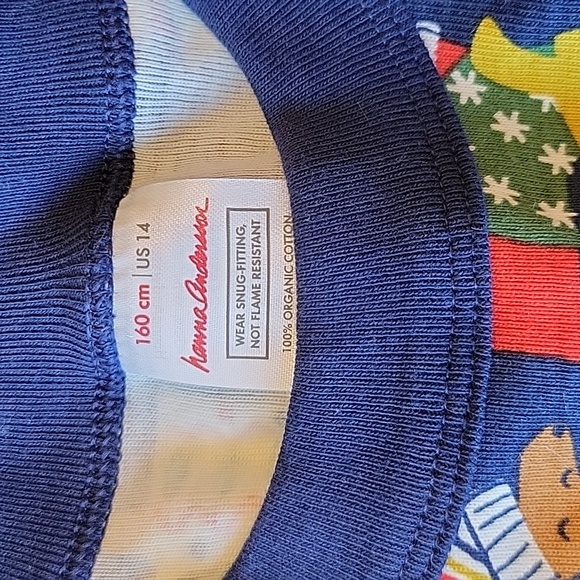 160 cm | US 14
hanna andersson
WEAR SNUG-FITTING,
NOT FLAME RESISTANT
100% ORGANIC COTTON